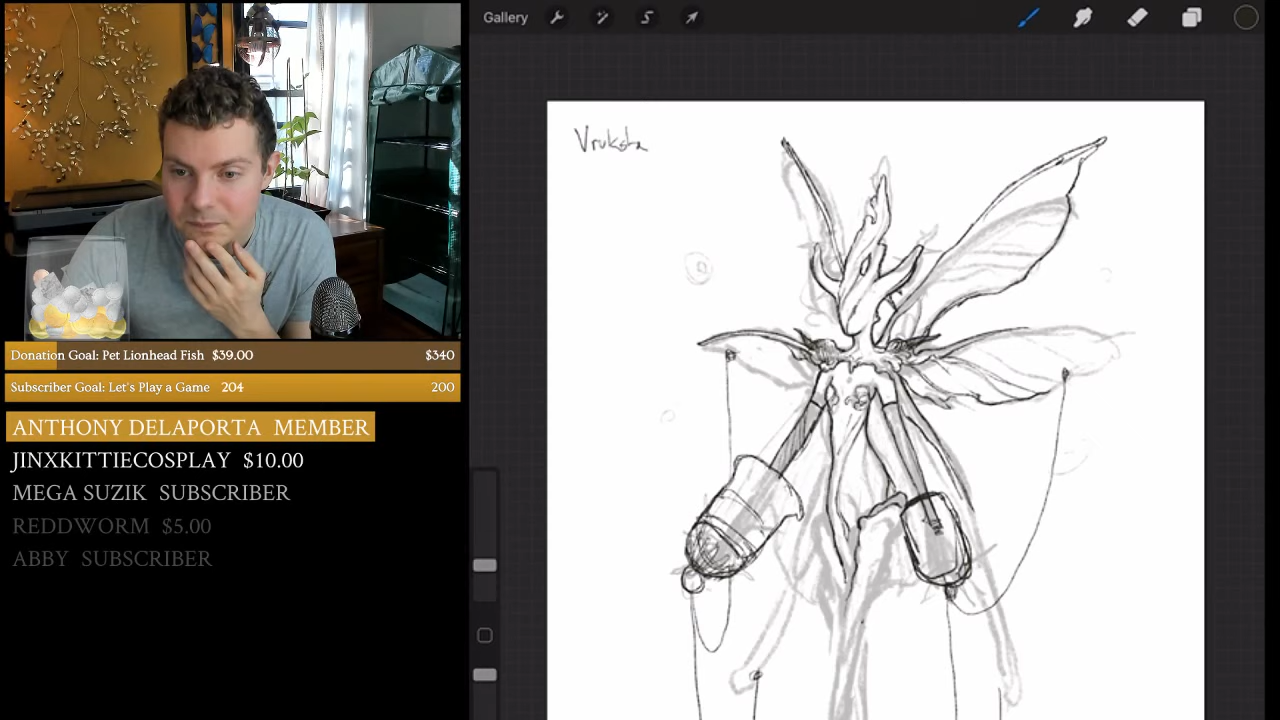 Gallery
Vruksha
Donation Goal: Pet Lionhead Fish $39.00 $340
Subscriber Goal: Let's Play a Game 204 200
ANTHONY DELAPORTA MEMBER
JINXKITTIECOSPLAY $10.00
MEGA SUZIK SUBSCRIBER
REDDWORM $5.00
ABBY SUBSCRIBER